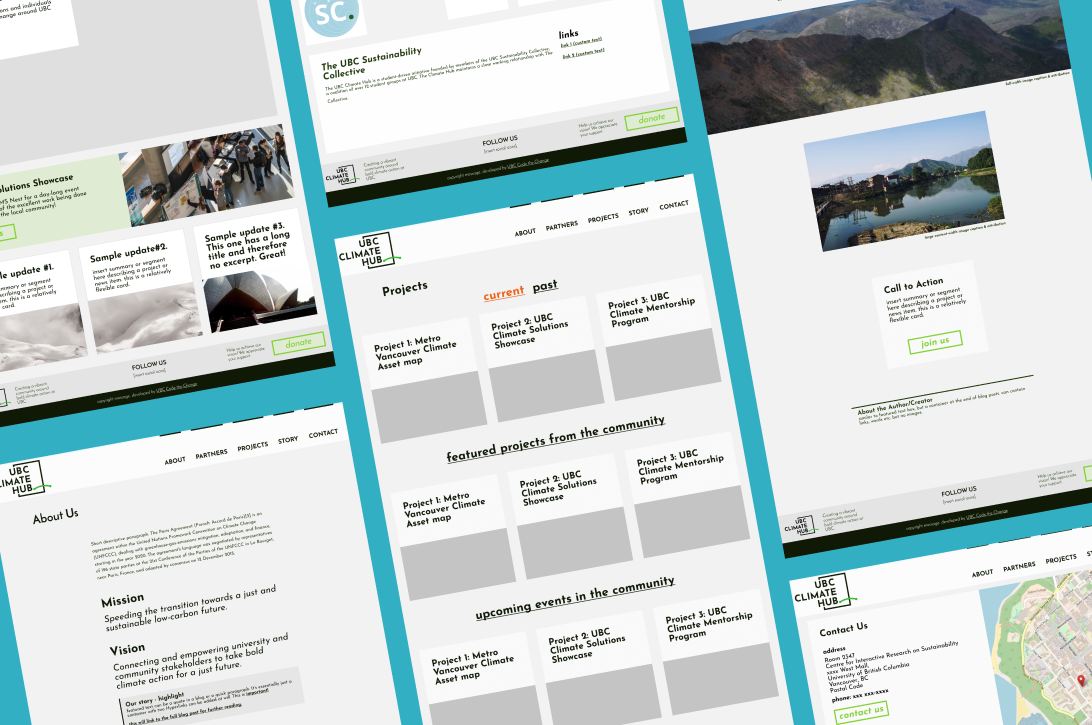 ons and individuals
change around UBC
olutions Showcase
MS Nest for a day-long event
of the excellent work being done
the local community!
le update #1.
summary or segment
cribing a project or
m. this is a relatively
card.
Sample update#2.
insert summary or segment
here describing a project or
news item. this is a relatively
flexible card.
Sample update #3.
This one has a long
title and therefore
no excerpt. Great!
Creating a vibrant
community around
bold climate action at
UBC
FOLLOW US
[insert social icon]
Help us achieve our
vision! We appreciate
your support.
donate
copyright message. developed by UBC Code the Change
UBC
CLIMATE
HUB
ABOUT
PARTNERS
PROJECTS
STORY
CONTACT
About Us
Short descriptive paragraph. The Paris Agreement (French: Accord de Paris)[3] is an
agreement within the United Nations Framework Convention on Climate Change
(UNFCCC), dealing with greenhouse-gas-emissions mitigation, adaptation, and finance,
starting in the year 2020. The agreement's language was negotiated by representatives
of 196 state parties at the 21st Conference of the Parties of the UNFCCC in Le Bourget,
near Paris, France, and adopted by consensus on 12 December 2015.
Mission
Speeding the transition towards a just and
sustainable low-carbon future.
Vision
Connecting and empowering university and
community stakeholders to take bold
climate action for a just future.
Our story - highlight
featured text can be a quote in a blog or a quick paragraph. It's essentially just a
container with text. Hyperlinks can be added as well. This is important!
this will link to the full blog post for further reading.
SC.
The UBC Sustainability
Collective
The UBC Climate Hub is a student-driven initiative founded by members of the UBC Sustainability Collective,
a coalition of over 10 student groups at UBC. The Climate Hub maintains a close working relationship with The
Collective.
links
link 1 (custom text)
link 2 (custom text)
UBC
CLIMATE
HUB
Creating a vibrant
community around
bold climate action at
UBC
FOLLOW US
[insert social icon]
Help us achieve our
vision! We appreciate
your support.
donate
copyright message. developed by UBC Code the Change
UBC
CLIMATE
HUB
ABOUT
PARTNERS
PROJECTS
STORY
CONTACT
Projects
current
past
Project 1: Metro
Vancouver Climate
Asset map
Project 2: UBC
Climate Solutions
Showcase
Project 3: UBC
Climate Mentorship
Program
featured projects from the community
Project 1: Metro
Vancouver Climate
Asset map
Project 2: UBC
Climate Solutions
Showcase
Project 3: UBC
Climate Mentorship
Program
upcoming events in the community
Project 1: Metro
Vancouver Climate
Asset map
Project 2: UBC
Climate Solutions
Showcase
Project 3: UBC
Climate Mentorship
Program
full-width image caption & attribution
large contain-width image caption & attribution
Call to Action
insert summary or segment
here describing a project or
news item. this is a relatively
flexible card.
join us
About the Author/Creator
similar to featured text box, but a container at the end of blog posts. can contain
links, words etc. but no images.
UBC
CLIMATE
HUB
Creating a vibrant
community around
bold climate action at
UBC
FOLLOW US
[insert social icon]
Help us achieve our
vision! We appreciate
your support.
copyright message. developed by UBC Code the Change
UBC
CLIMATE
HUB
ABOUT
PARTNERS
PROJECTS
Contact Us
address
Room 2347
Centre for Interactive Research on Sustainability
xxxx West Mall,
University of British Columbia
Vancouver, BC
Postal Code
phone: xxx xxx-xxxx
contact us